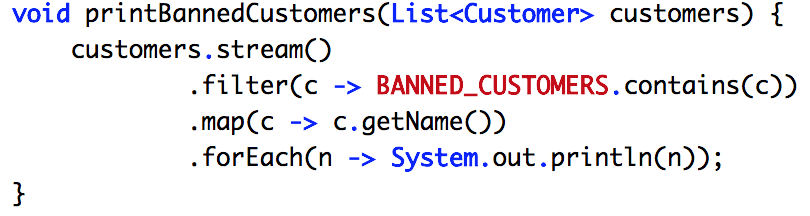 void printBannedCustomers(List<Customer> customers) {
    customers.stream()
            .filter(c -> BANNED_CUSTOMERS.contains(c))
            .map(c -> c.getName())
            .forEach(n -> System.out.println(n));
}